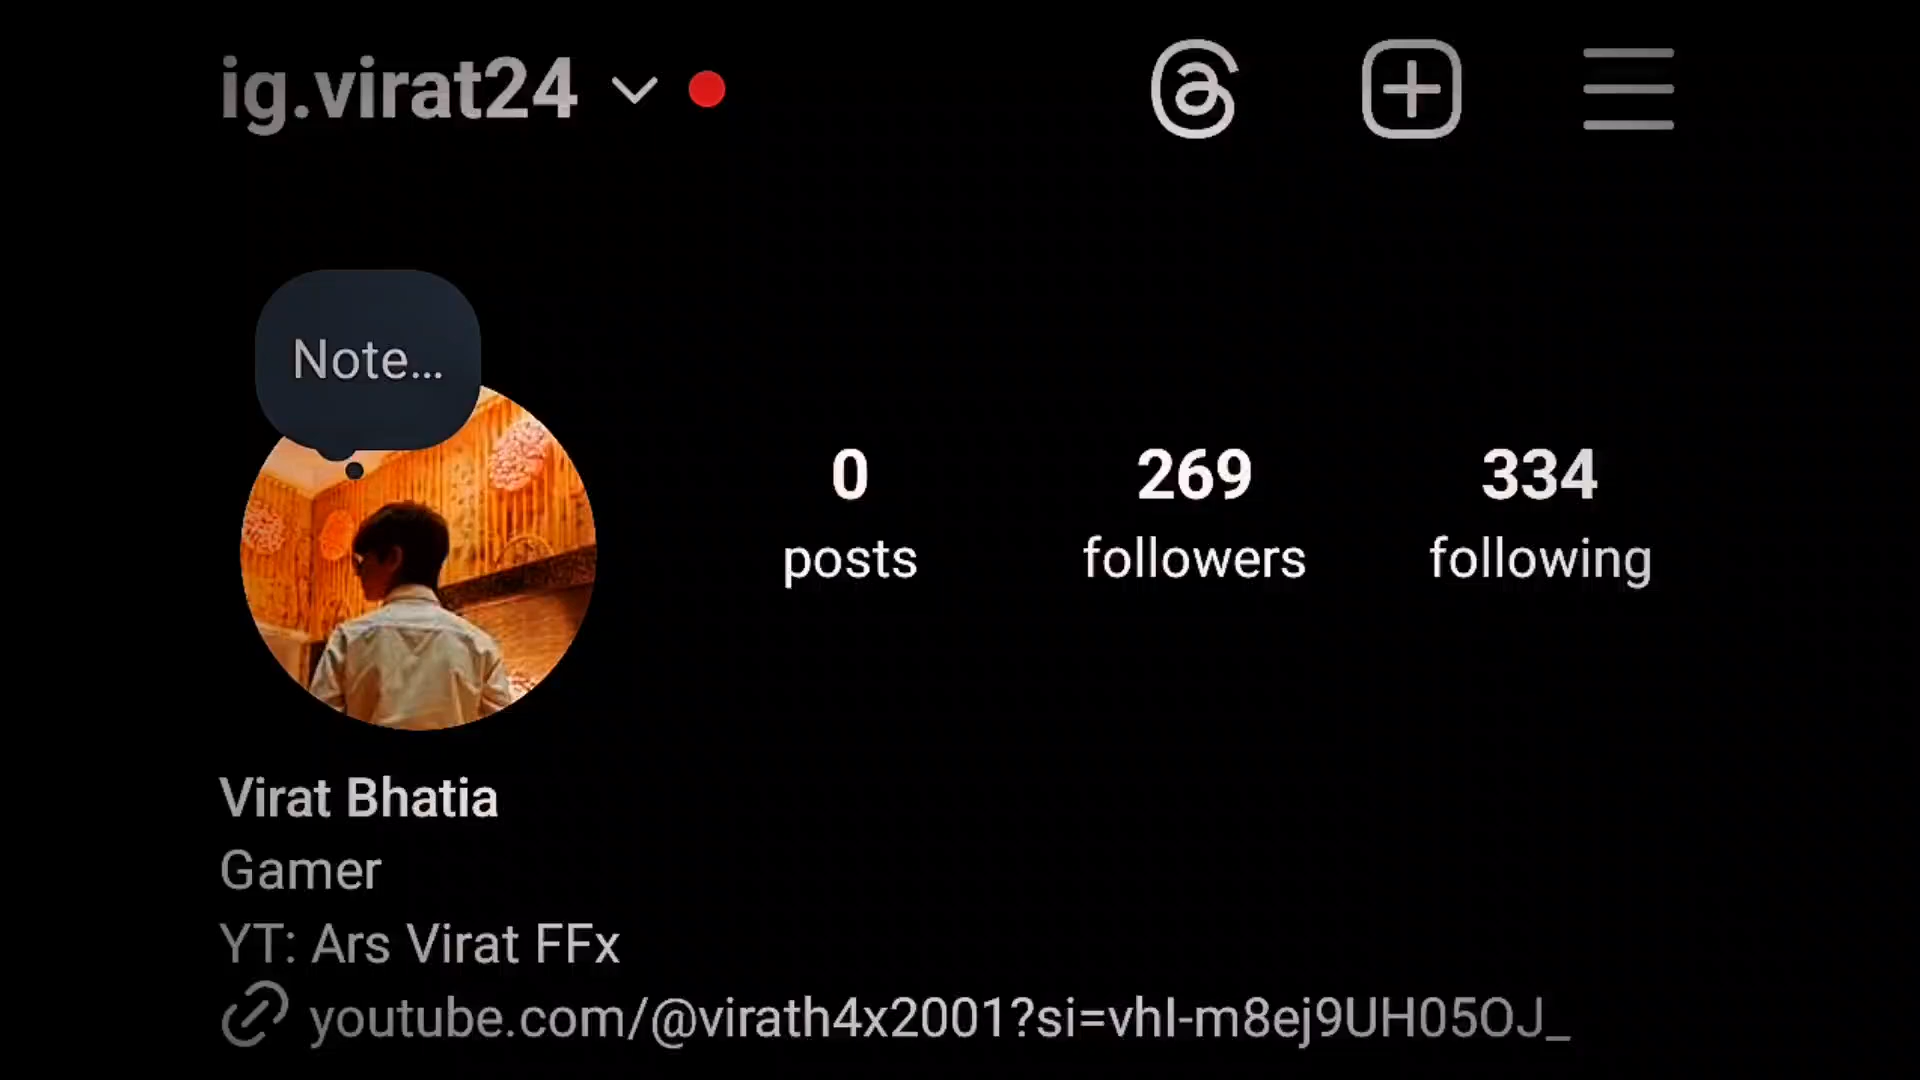 ig.virat24
Note...
0 269 334
posts followers following
Virat Bhatia
Gamer
YT: Ars Virat FFx
youtube.com/@virath4x2001?si=vhI-m8ej9UH05OJ_